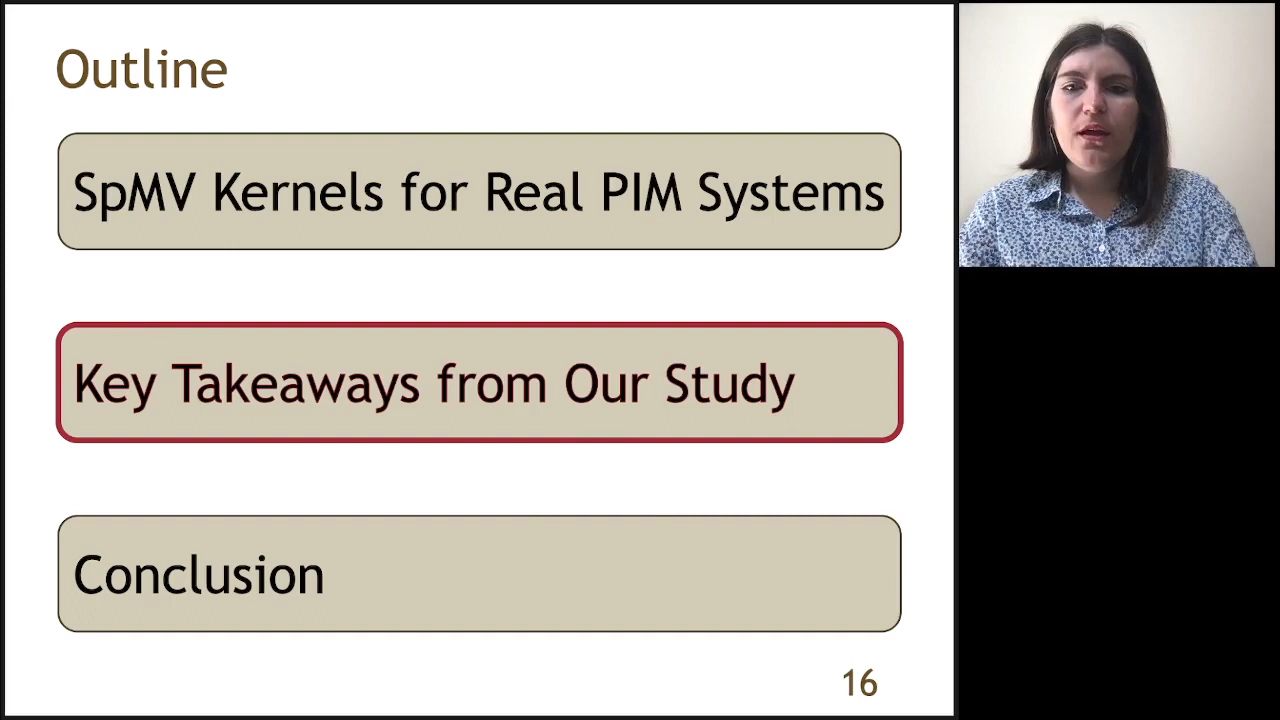 Outline
SpMV Kernels for Real PIM Systems
Key Takeaways from Our Study
Conclusion
16